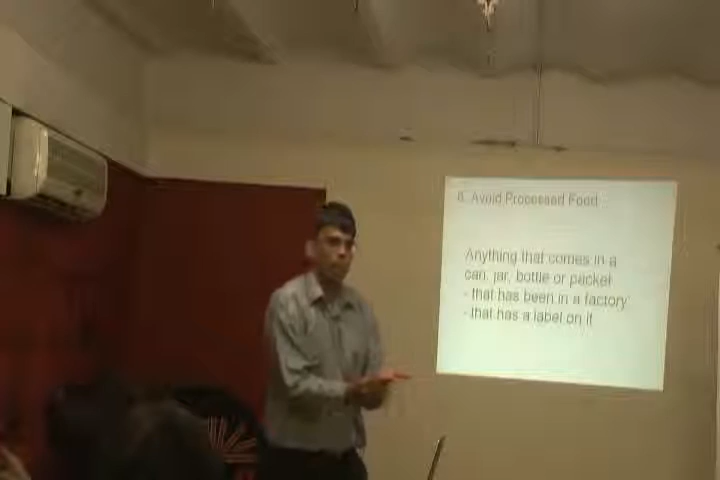 6. Avoid Processed Food
Anything that comes in a
can, jar, bottle or packet
- that has been in a factory
- that has a label on it